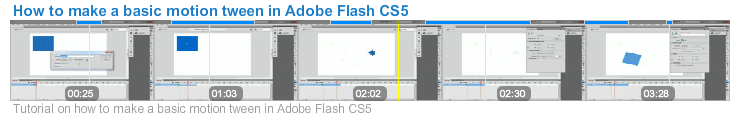 How to make a basic motion tween in Adobe Flash CS5
00:25 01:03 02:02 02:30 03:28
Tutorial on how to make a basic motion tween in Adobe Flash CS5